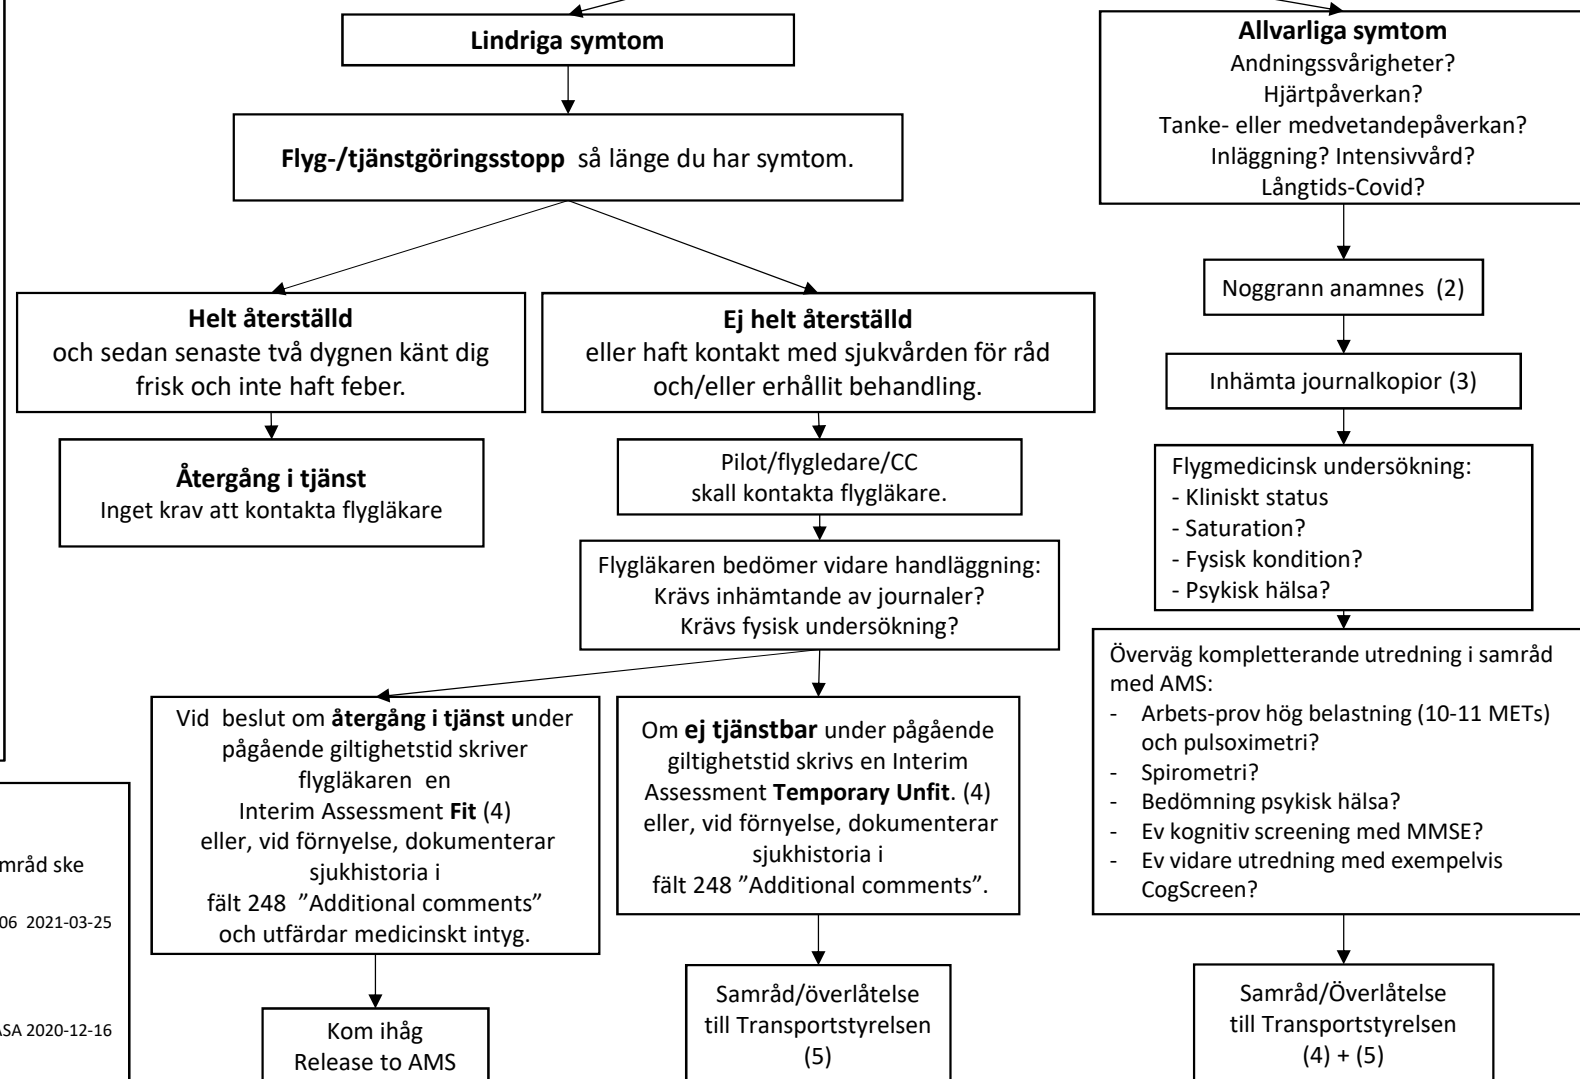 Lindriga symtom
Flyg-/tjänstgöringsstopp så länge du har symtom.
Helt återställd
och sedan senaste två dygnen känt dig
frisk och inte haft feber.
Återgång i tjänst
Inget krav att kontakta flygläkare
Ej helt återställd
eller haft kontakt med sjukvården för råd
och/eller erhållit behandling.
Pilot/flygledare/CC
skall kontakta flygläkare.
Flygläkaren bedömer vidare handläggning:
Krävs inhämtande av journaler?
Krävs fysisk undersökning?
Vid beslut om återgång i tjänst under
pågående giltighetstid skriver
flygläkaren en
Interim Assessment Fit (4)
eller, vid förnyelse, dokumenterar
sjukhistoria i
fält 248 ”Additional comments”
och utfärdar medicinskt intyg.
Kom ihåg
Release to AMS
Om ej tjänstbar under pågående
giltighetstid skrivs en Interim
Assessment Temporary Unfit. (4)
eller, vid förnyelse, dokumenterar
sjukhistoria i
fält 248 ”Additional comments”.
Samråd/överlåtelse
till Transportstyrelsen
(5)
Allvarliga symtom
Andningssvårigheter?
Hjärtpåverkan?
Tanke- eller medvetandepåverkan?
Inläggning? Intensivvård?
Långtids-Covid?
Noggrann anamnes (2)
Inhämta journalkopior (3)
Flygmedicinsk undersökning:
- Kliniskt status
- Saturation?
- Fysisk kondition?
- Psykisk hälsa?
Överväg kompletterande utredning i samråd
med AMS:
- Arbets-prov hög belastning (10-11 METs)
och pulsoximetri?
- Spirometri?
- Bedömning psykisk hälsa?
- Ev kognitiv screening med MMSE?
- Ev vidare utredning med exempelvis
CogScreen?
Samråd/Överlåtelse
till Transportstyrelsen
(4) + (5)
mråd ske
06 2021-03-25
ASA 2020-12-16